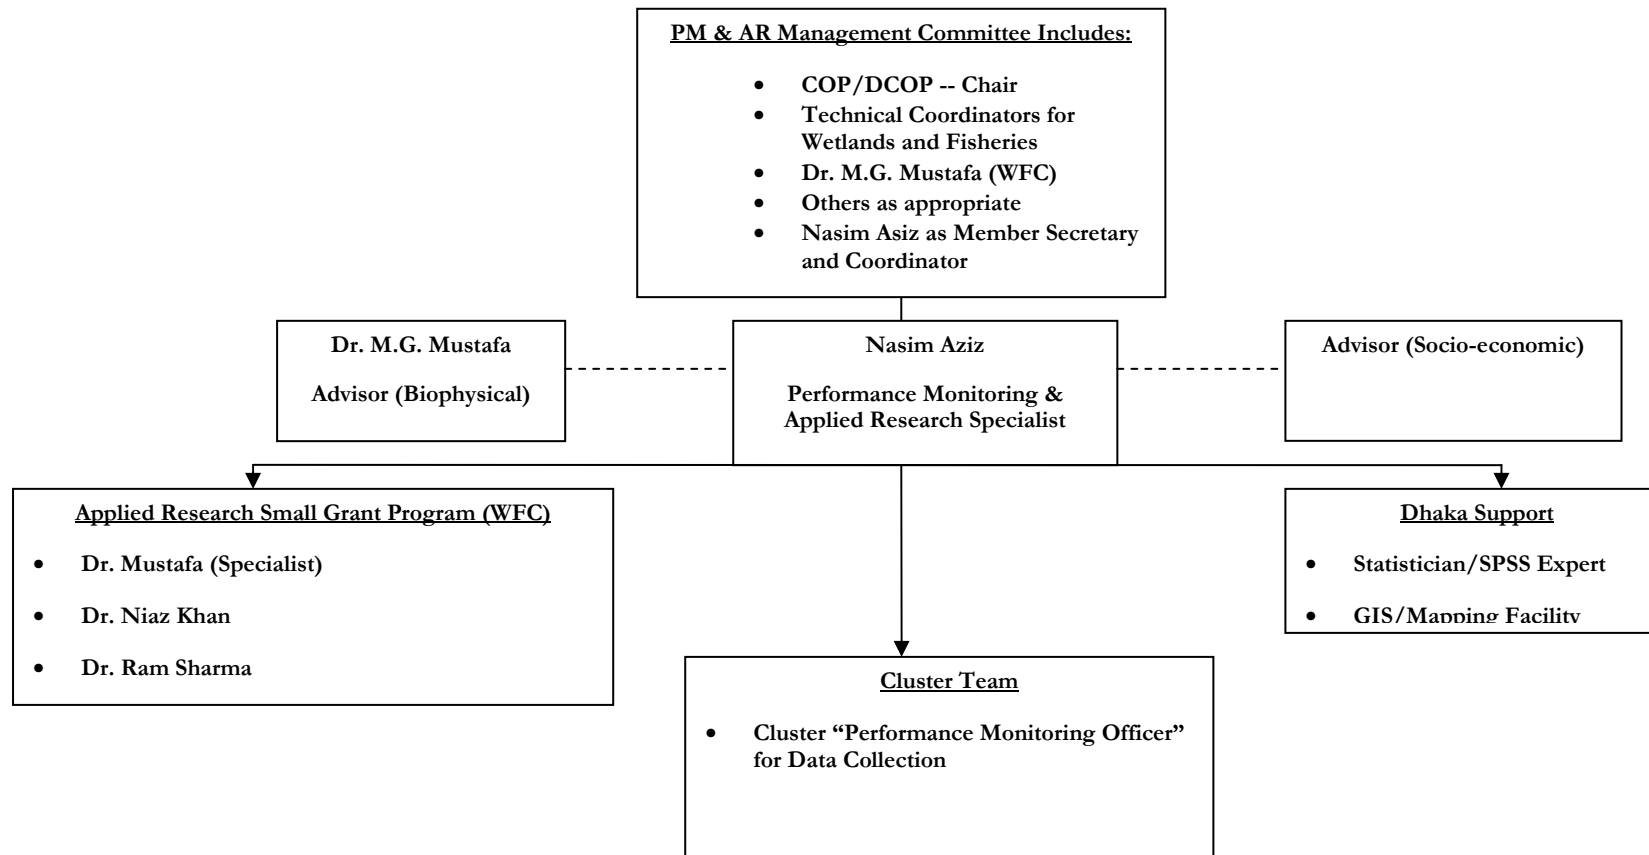 PM & AR Management Committee Includes:
• COP/DCOP -- Chair
• Technical Coordinators for
Wetlands and Fisheries
• Dr. M.G. Mustafa (WFC)
• Others as appropriate
• Nasim Asiz as Member Secretary
and Coordinator
Dr. M.G. Mustafa
Advisor (Biophysical)
Nasim Aziz
Performance Monitoring &
Applied Research Specialist
Advisor (Socio-economic)
Applied Research Small Grant Program (WFC)
• Dr. Mustafa (Specialist)
• Dr. Niaz Khan
• Dr. Ram Sharma
Dhaka Support
• Statistician/SPSS Expert
• GIS/Mapping Facility
Cluster Team
• Cluster “Performance Monitoring Officer”
for Data Collection